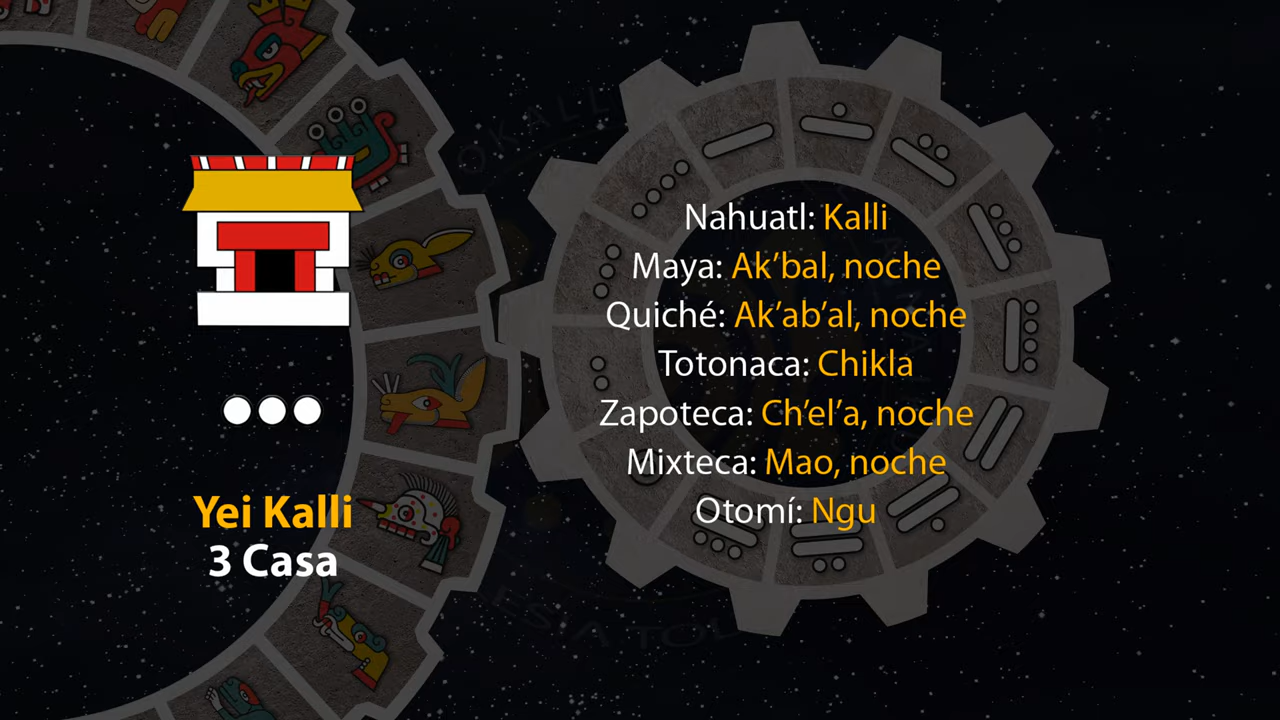 Yei Kalli
3 Casa
Nahuatl: Kalli
Maya: Ak’bal, noche
Quiché: Ak’ab’al, noche
Totonaca: Chikla
Zapoteca: Ch’el’a, noche
Mixteca: Mao, noche
Otomí: Ngu